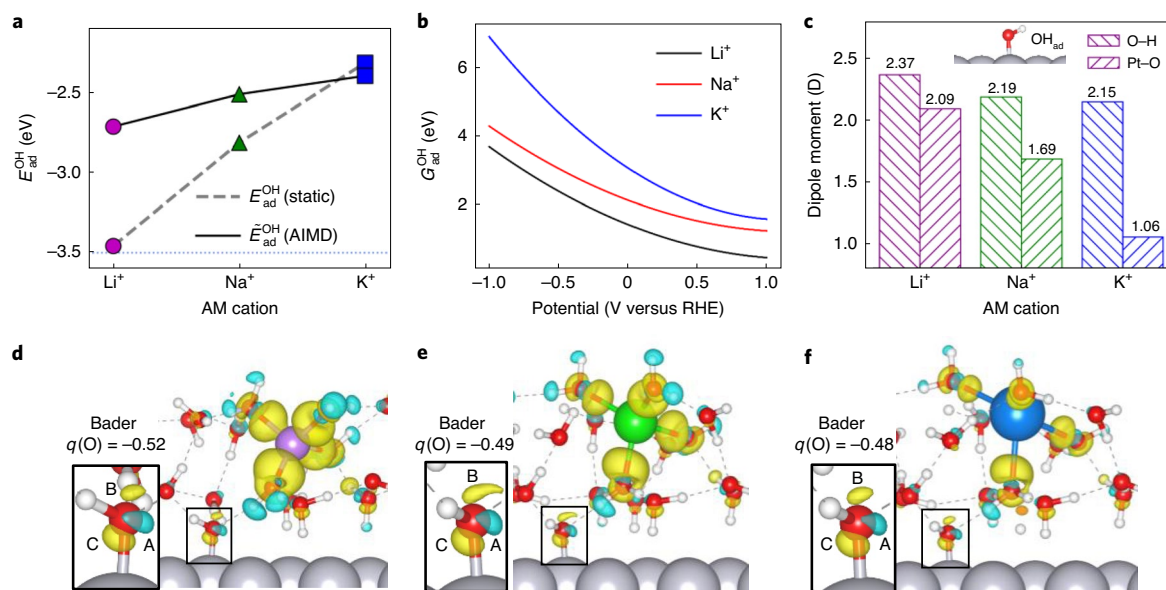 a
E_ad^OH (eV)
−2.5
−3.0
−3.5
E_ad^OH (static)
Ẽ_ad^OH (AIMD)
Li⁺
Na⁺
K⁺
AM cation
b
G_ad^OH (eV)
6
4
2
Li⁺
Na⁺
K⁺
−1.0
−0.5
0
0.5
1.0
Potential (V versus RHE)
c
Dipole moment (D)
2.5
2.0
1.5
1.0
OH_ad
O–H
Pt–O
2.37
2.09
2.19
1.69
2.15
1.06
Li⁺
Na⁺
K⁺
AM cation
d
Bader
q(O) = −0.52
B
C
A
e
Bader
q(O) = −0.49
B
C
A
f
Bader
q(O) = −0.48
B
C
A